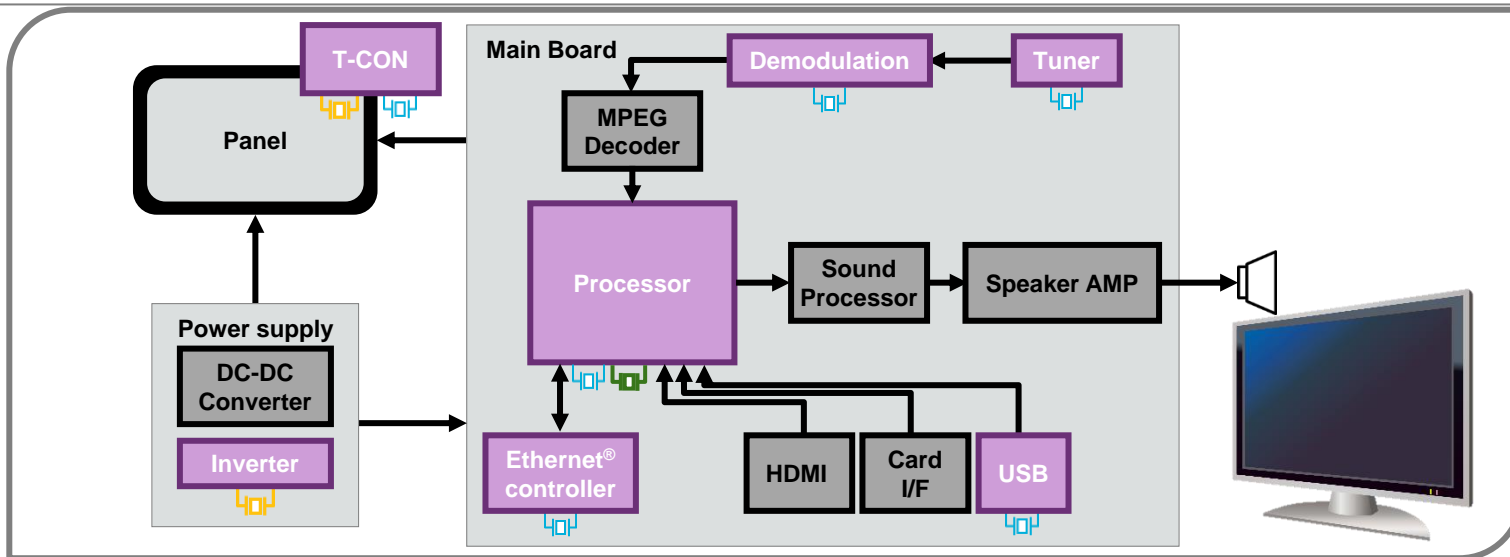 T-CON
Main Board
Demodulation
Tuner
Panel
MPEG
Decoder
Processor
Sound
Processor
Speaker AMP
Power supply
DC-DC
Converter
Inverter
Ethernet®
controller
HDMI
Card
I/F
USB